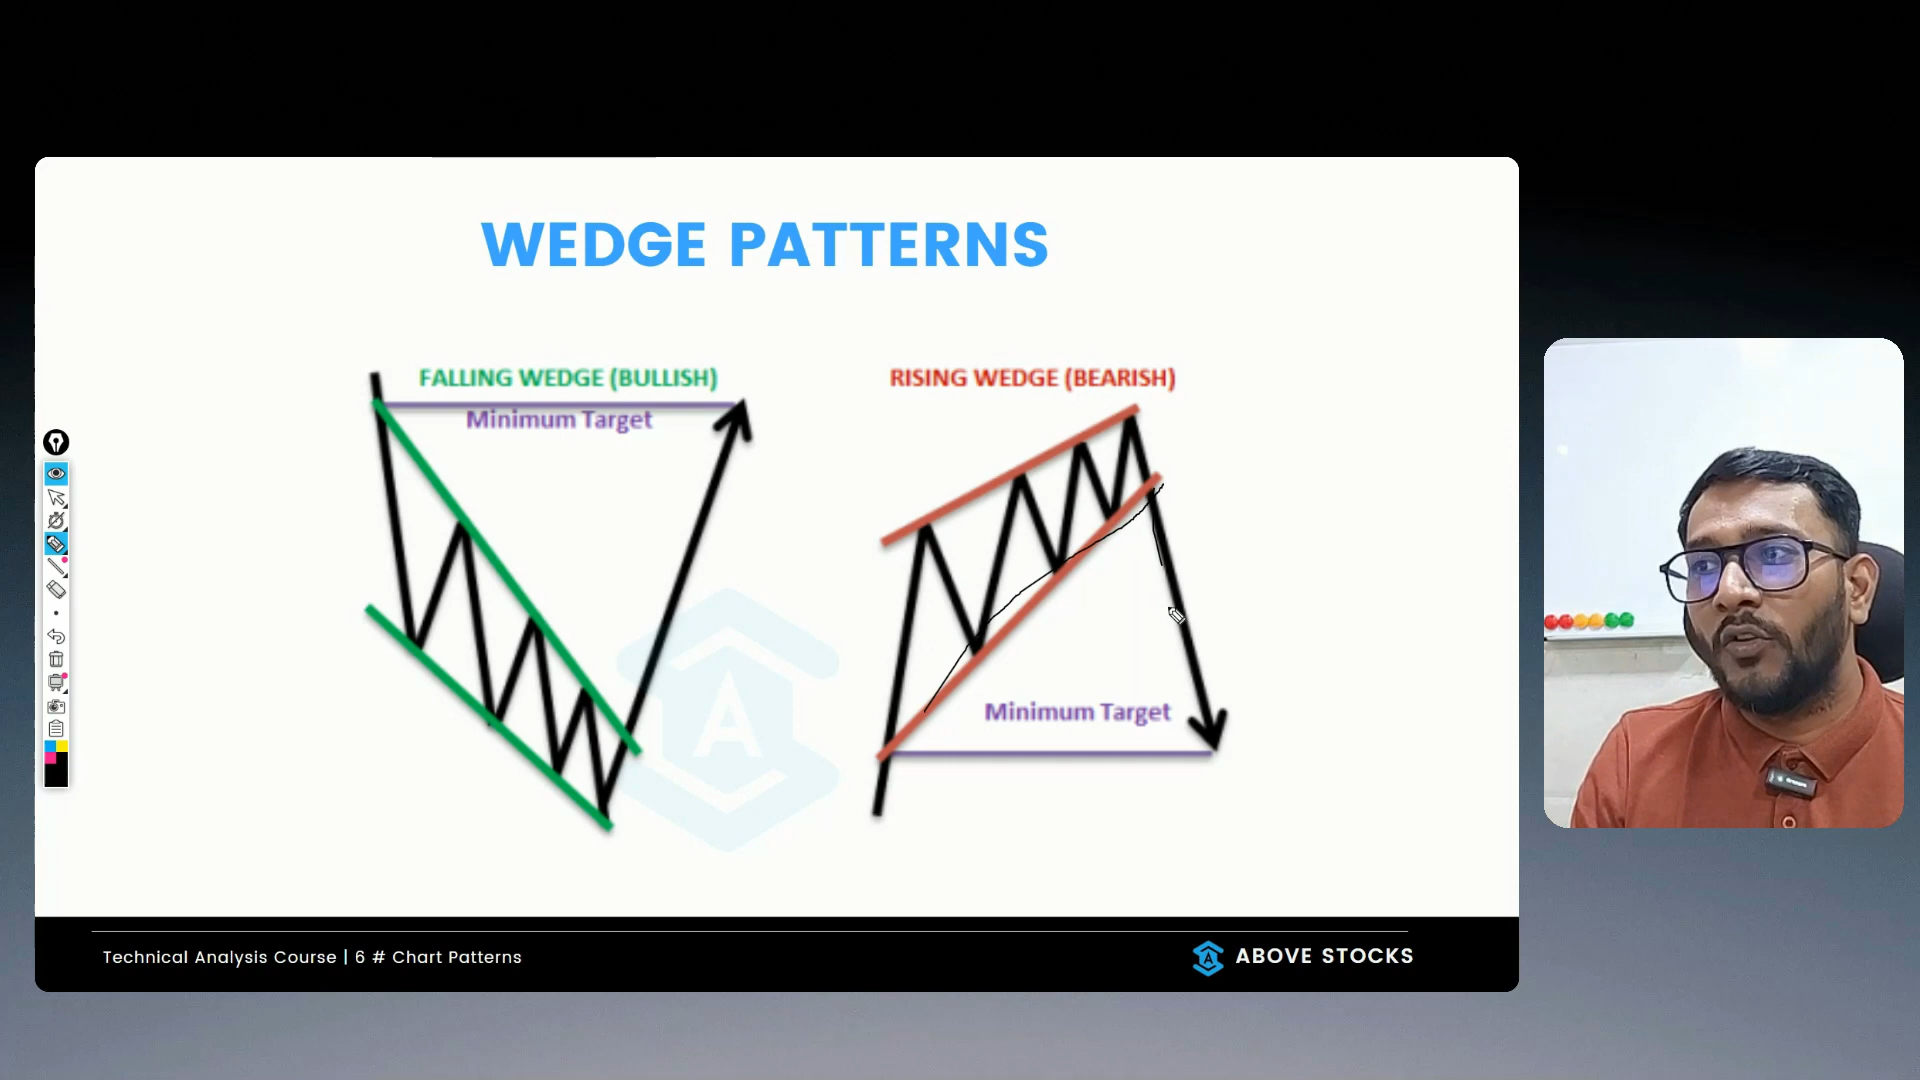 WEDGE PATTERNS
FALLING WEDGE (BULLISH)
Minimum Target
RISING WEDGE (BEARISH)
Minimum Target
A
Technical Analysis Course | 6 # Chart Patterns
A ABOVE STOCKS